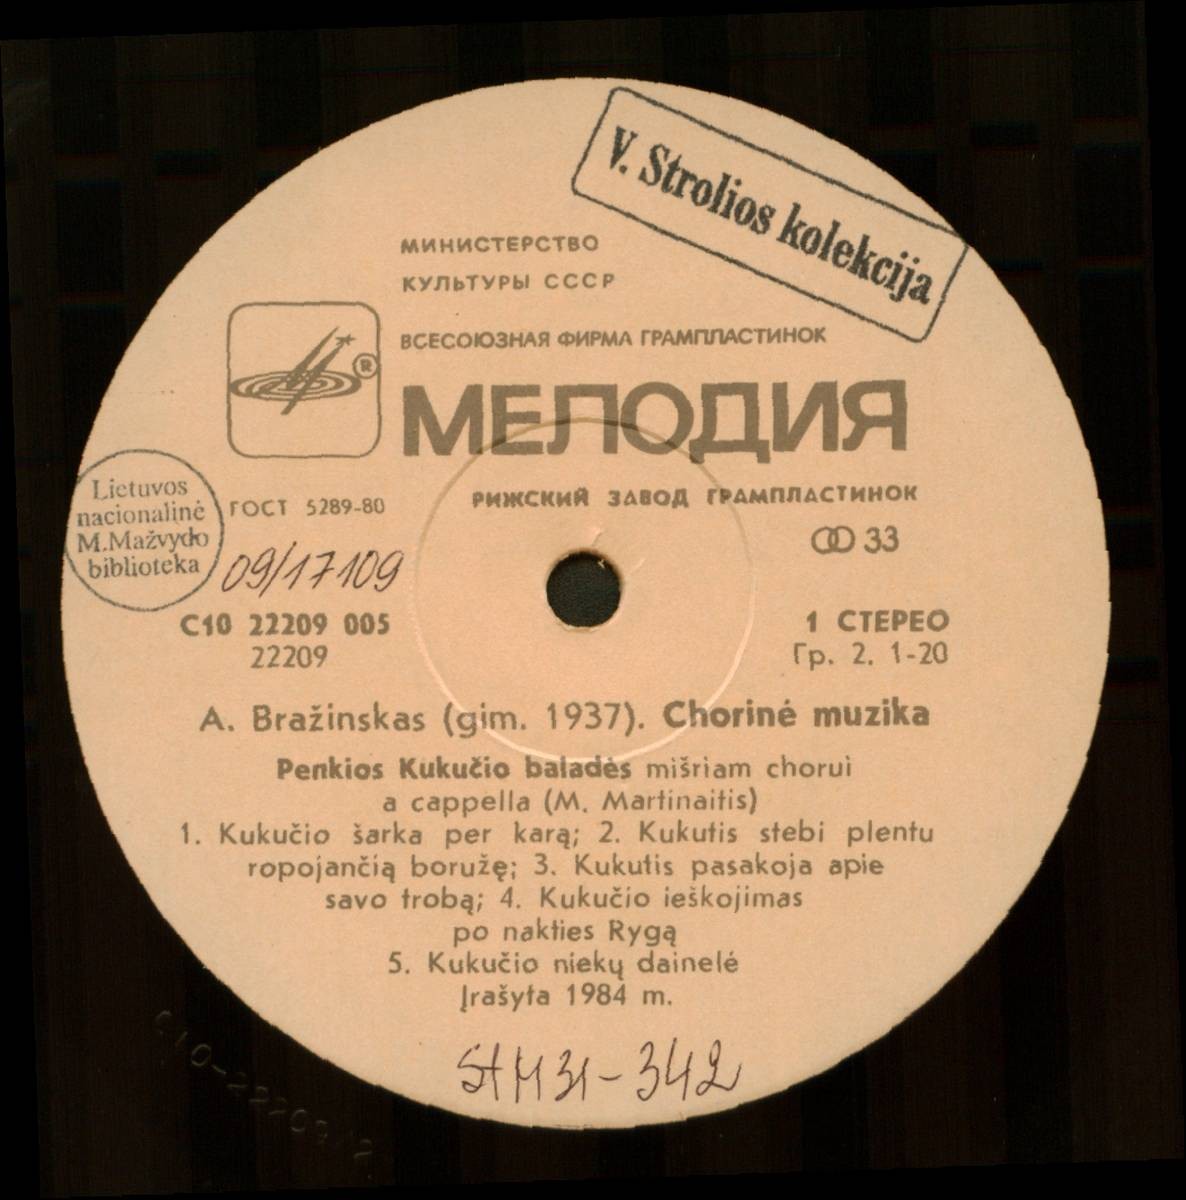 V. Strolios kolekcija
МИНИСТЕРСТВО
КУЛЬТУРЫ СССР
ВСЕСОЮЗНАЯ ФИРМА ГРАМПЛАСТИНОК
®
МЕЛОДИЯ
РИЖСКИЙ ЗАВОД ГРАМПЛАСТИНОК
Lietuvos
nacionalinė
M.Mažvydo
biblioteka
ГОСТ 5289-80
33
09/17109
С10 22209 005
22209
1 СТЕРЕО
Гр. 2. 1-20
A. Bražinskas (gim. 1937). Chorinė muzika
Penkios Kukučio baladės mišriam chorui
a cappella (M. Martinaitis)
1. Kukučio šarka per karą; 2. Kukutis stebi plentu
ropojančią boružę; 3. Kukutis pasakoja apie
savo trobą; 4. Kukučio ieškojimas
po nakties Rygą
5. Kukučio niekų dainelė
Įrašyta 1984 m.